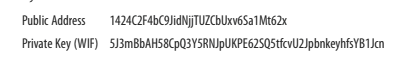 Public Address 1424C2F4bC9JidNjjTUZCbUxv6Sa1Mt62x
Private Key (WIF) 5J3mBbAH58CpQ3Y5RNJpUKPE62SQ5tfcvU2JpbnkeyhfsYB1Jcn